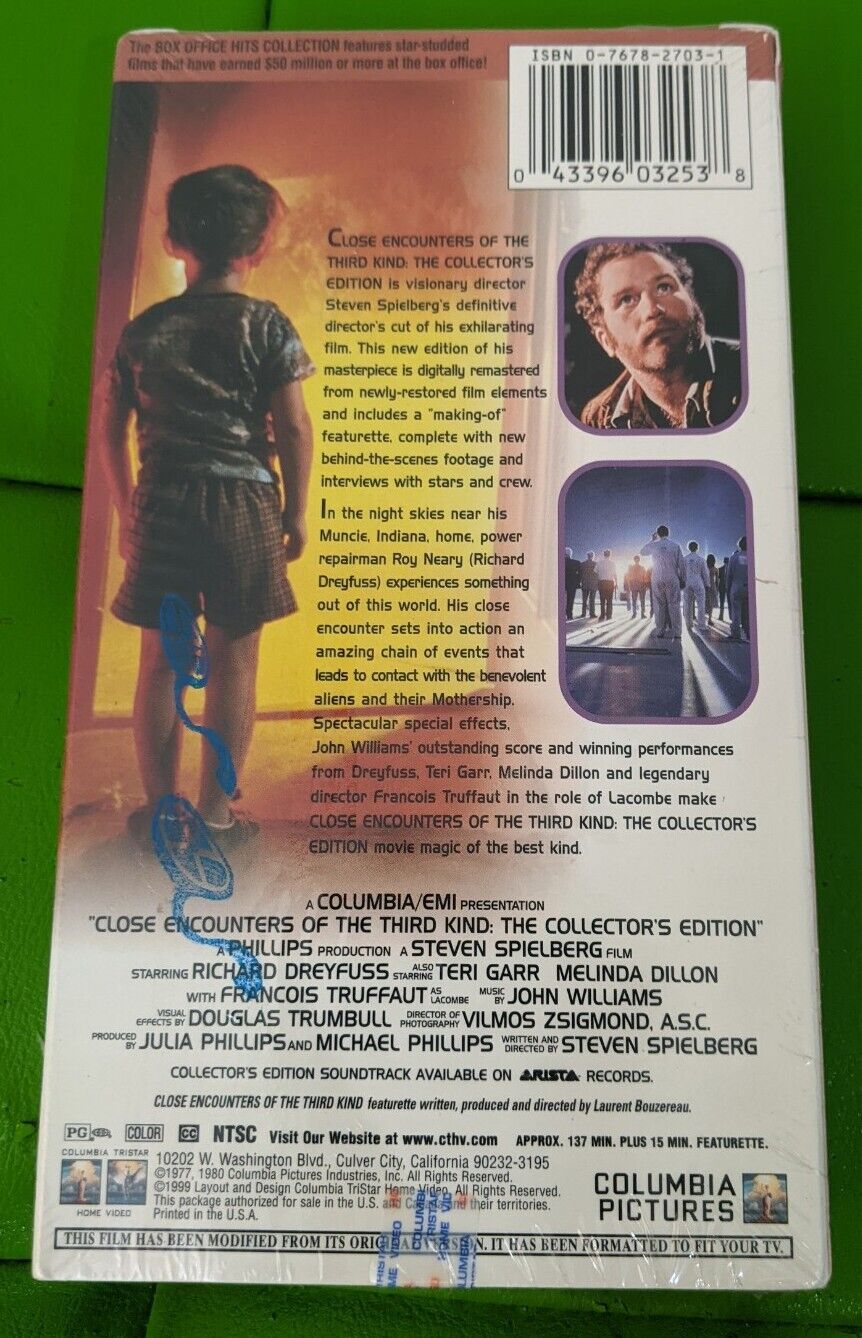 The BOX OFFICE HITS COLLECTION features star-studded
films that have earned $50 million or more at the box office!
ISBN 0-7678-2703-1
0 43396 03253 8
CLOSE ENCOUNTERS OF THE
THIRD KIND: THE COLLECTOR'S
EDITION is visionary director
Steven Spielberg's definitive
director's cut of his exhilarating
film. This new edition of his
masterpiece is digitally remastered
from newly-restored film elements
and includes a "making-of"
featurette, complete with new
behind-the-scenes footage and
interviews with stars and crew.
In the night skies near his
Muncie, Indiana, home, power
repairman Roy Neary (Richard
Dreyfuss) experiences something
out of this world. His close
encounter sets into action an
amazing chain of events that
leads to contact with the benevolent
aliens and their Mothership.
Spectacular special effects,
John Williams' outstanding score and winning performances
from Dreyfuss, Teri Garr, Melinda Dillon and legendary
director Francois Truffaut in the role of Lacombe make
CLOSE ENCOUNTERS OF THE THIRD KIND: THE COLLECTOR'S
EDITION movie magic of the best kind.
A COLUMBIA/EMI PRESENTATION
"CLOSE ENCOUNTERS OF THE THIRD KIND: THE COLLECTOR'S EDITION"
A PHILLIPS PRODUCTION A STEVEN SPIELBERG FILM
STARRING RICHARD DREYFUSS ALSO STARRING TERI GARR MELINDA DILLON
WITH FRANCOIS TRUFFAUT AS LACOMBE MUSIC BY JOHN WILLIAMS
VISUAL EFFECTS BY DOUGLAS TRUMBULL DIRECTOR OF PHOTOGRAPHY VILMOS ZSIGMOND, A.S.C.
PRODUCED BY JULIA PHILLIPS AND MICHAEL PHILLIPS WRITTEN AND DIRECTED BY STEVEN SPIELBERG
COLLECTOR'S EDITION SOUNDTRACK AVAILABLE ON ARISTA RECORDS.
CLOSE ENCOUNTERS OF THE THIRD KIND featurette written, produced and directed by Laurent Bouzereau.
PG COLOR CC NTSC Visit Our Website at www.cthv.com APPROX. 137 MIN. PLUS 15 MIN. FEATURETTE.
COLUMBIA TRISTAR
HOME VIDEO
10202 W. Washington Blvd., Culver City, California 90232-3195
©1977, 1980 Columbia Pictures Industries, Inc. All Rights Reserved.
©1999 Layout and Design Columbia TriStar Home Video. All Rights Reserved.
This package authorized for sale in the U.S. and Canada and their territories.
Printed in the U.S.A.
COLUMBIA
PICTURES
THIS FILM HAS BEEN MODIFIED FROM ITS ORIGINAL VERSION. IT HAS BEEN FORMATTED TO FIT YOUR TV.
COLUMBIA
TRISTAR
HOME VID